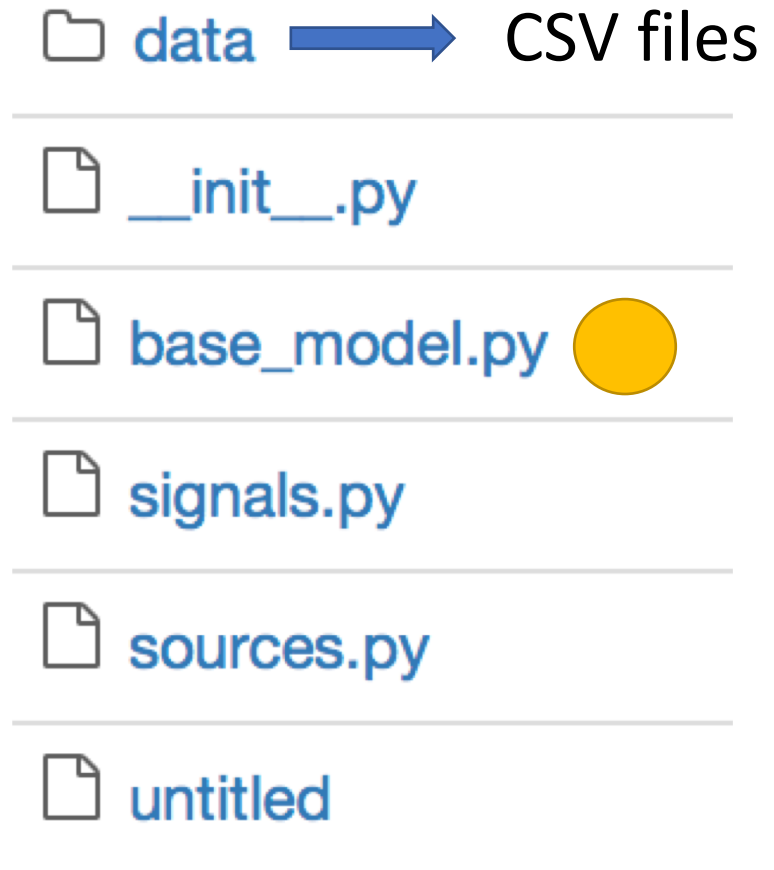 data CSV files
__init__.py
base_model.py
signals.py
sources.py
untitled